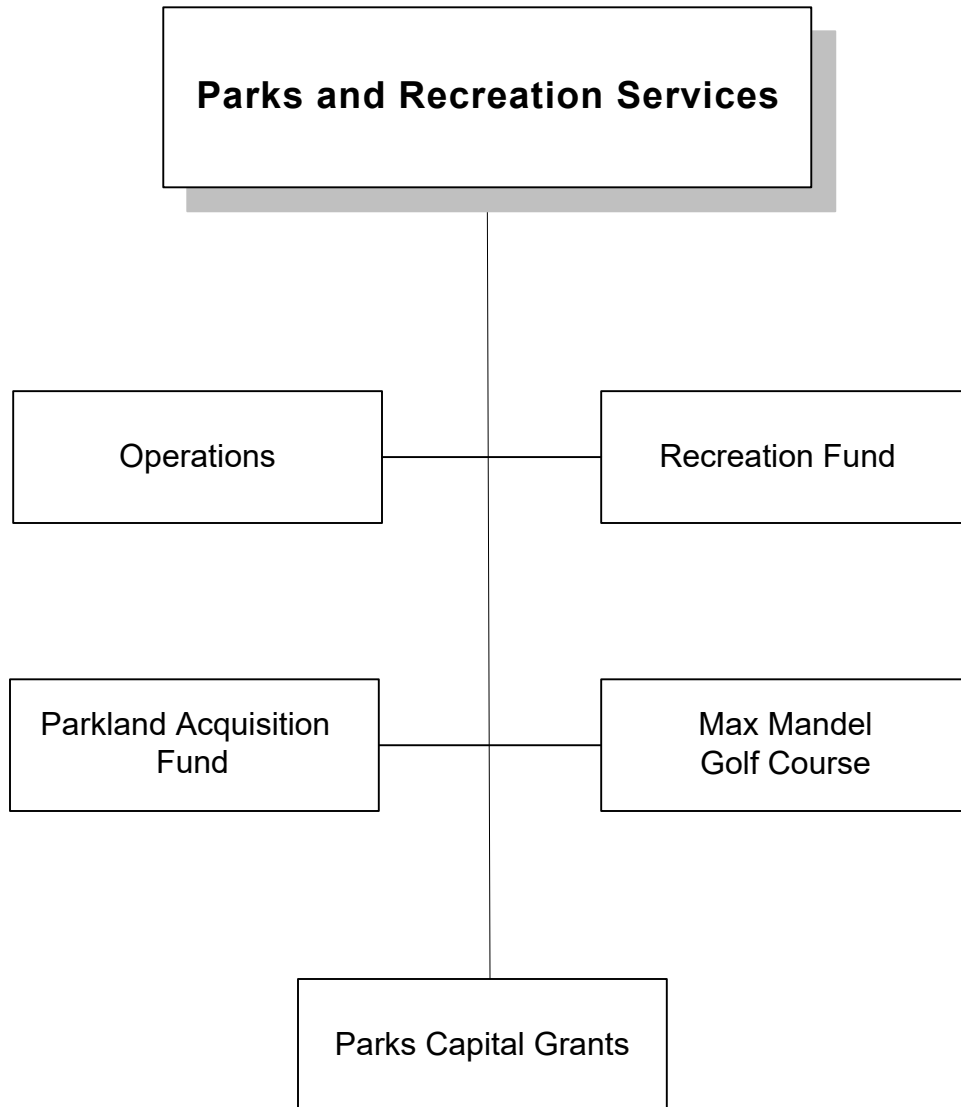 Parks and Recreation Services
Operations
Recreation Fund
Parkland Acquisition
Fund
Max Mandel
Golf Course
Parks Capital Grants